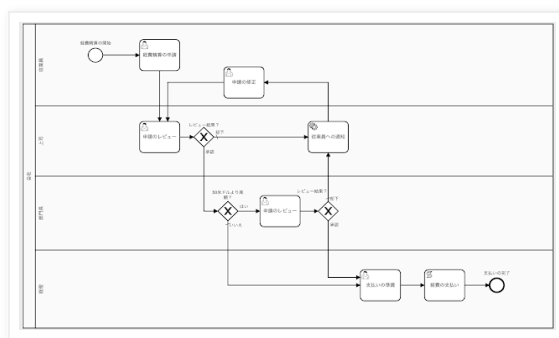 経費精算の開始
経費精算の申請
従業員
申請の修正
レビュー結果？
却下
申請のレビュー
従業員への通知
上司
承認
会社
レビュー結果？
却下
はい
申請のレビュー
部門長
いいえ
承認
支払いの完了
支払いの準備
経費の支払い
経理